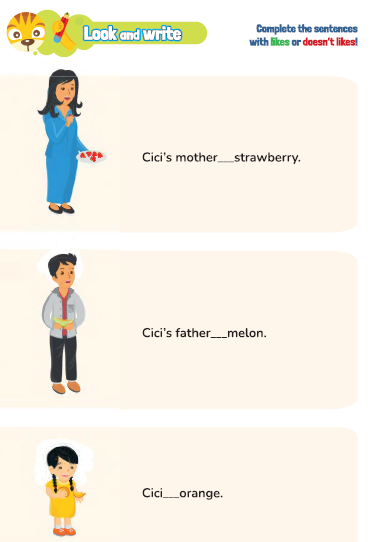 Look and write
Complete the sentences
with likes or doesn't likes!
Cici's mother___strawberry.
Cici's father___melon.
Cici___orange.